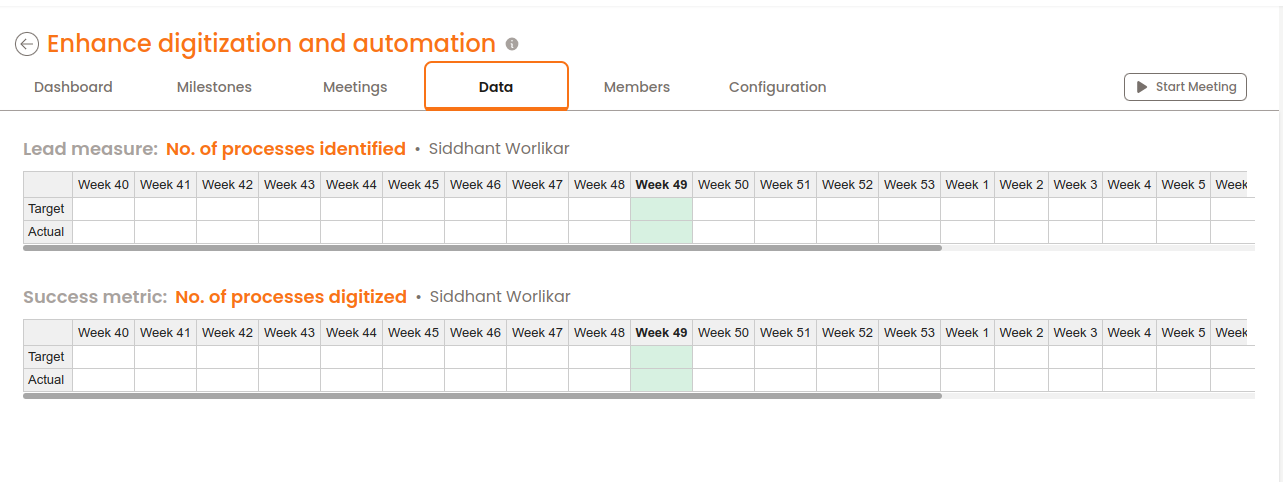 Enhance digitization and automation
Dashboard Milestones Meetings Data Members Configuration Start Meeting
Lead measure: No. of processes identified • Siddhant Worlikar
Week 40 Week 41 Week 42 Week 43 Week 44 Week 45 Week 46 Week 47 Week 48 Week 49 Week 50 Week 51 Week 52 Week 53 Week 1 Week 2 Week 3 Week 4 Week 5 Week
Target
Actual
Success metric: No. of processes digitized • Siddhant Worlikar
Week 40 Week 41 Week 42 Week 43 Week 44 Week 45 Week 46 Week 47 Week 48 Week 49 Week 50 Week 51 Week 52 Week 53 Week 1 Week 2 Week 3 Week 4 Week 5 Week
Target
Actual